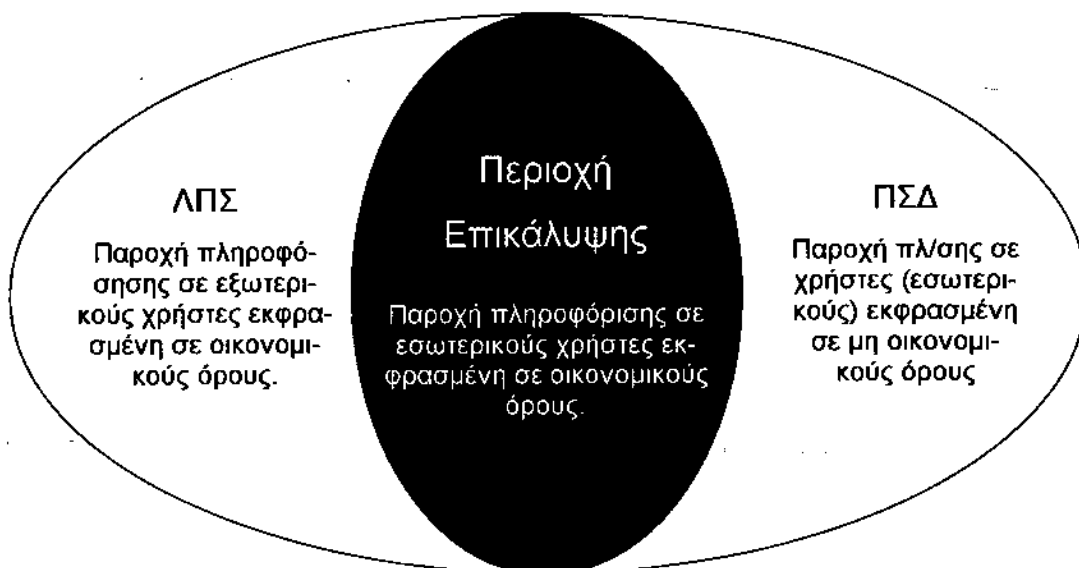 ΛΠΣ
Παροχή πληροφό-
σησης σε εξωτερι-
κούς χρήστες εκφρα-
σμένη σε οικονομι-
κούς όρους.
Περιοχή
Επικάλυψης
Παροχή πληροφόρισης σε
εσωτερικούς χρήστες εκ-
φρασμένη σε οικονομικούς
όρους.
ΠΣΔ
Παροχή πλ/σης σε
χρήστες (εσωτερι-
κούς) εκφρασμένη
σε μη οικονομι-
κούς όρους